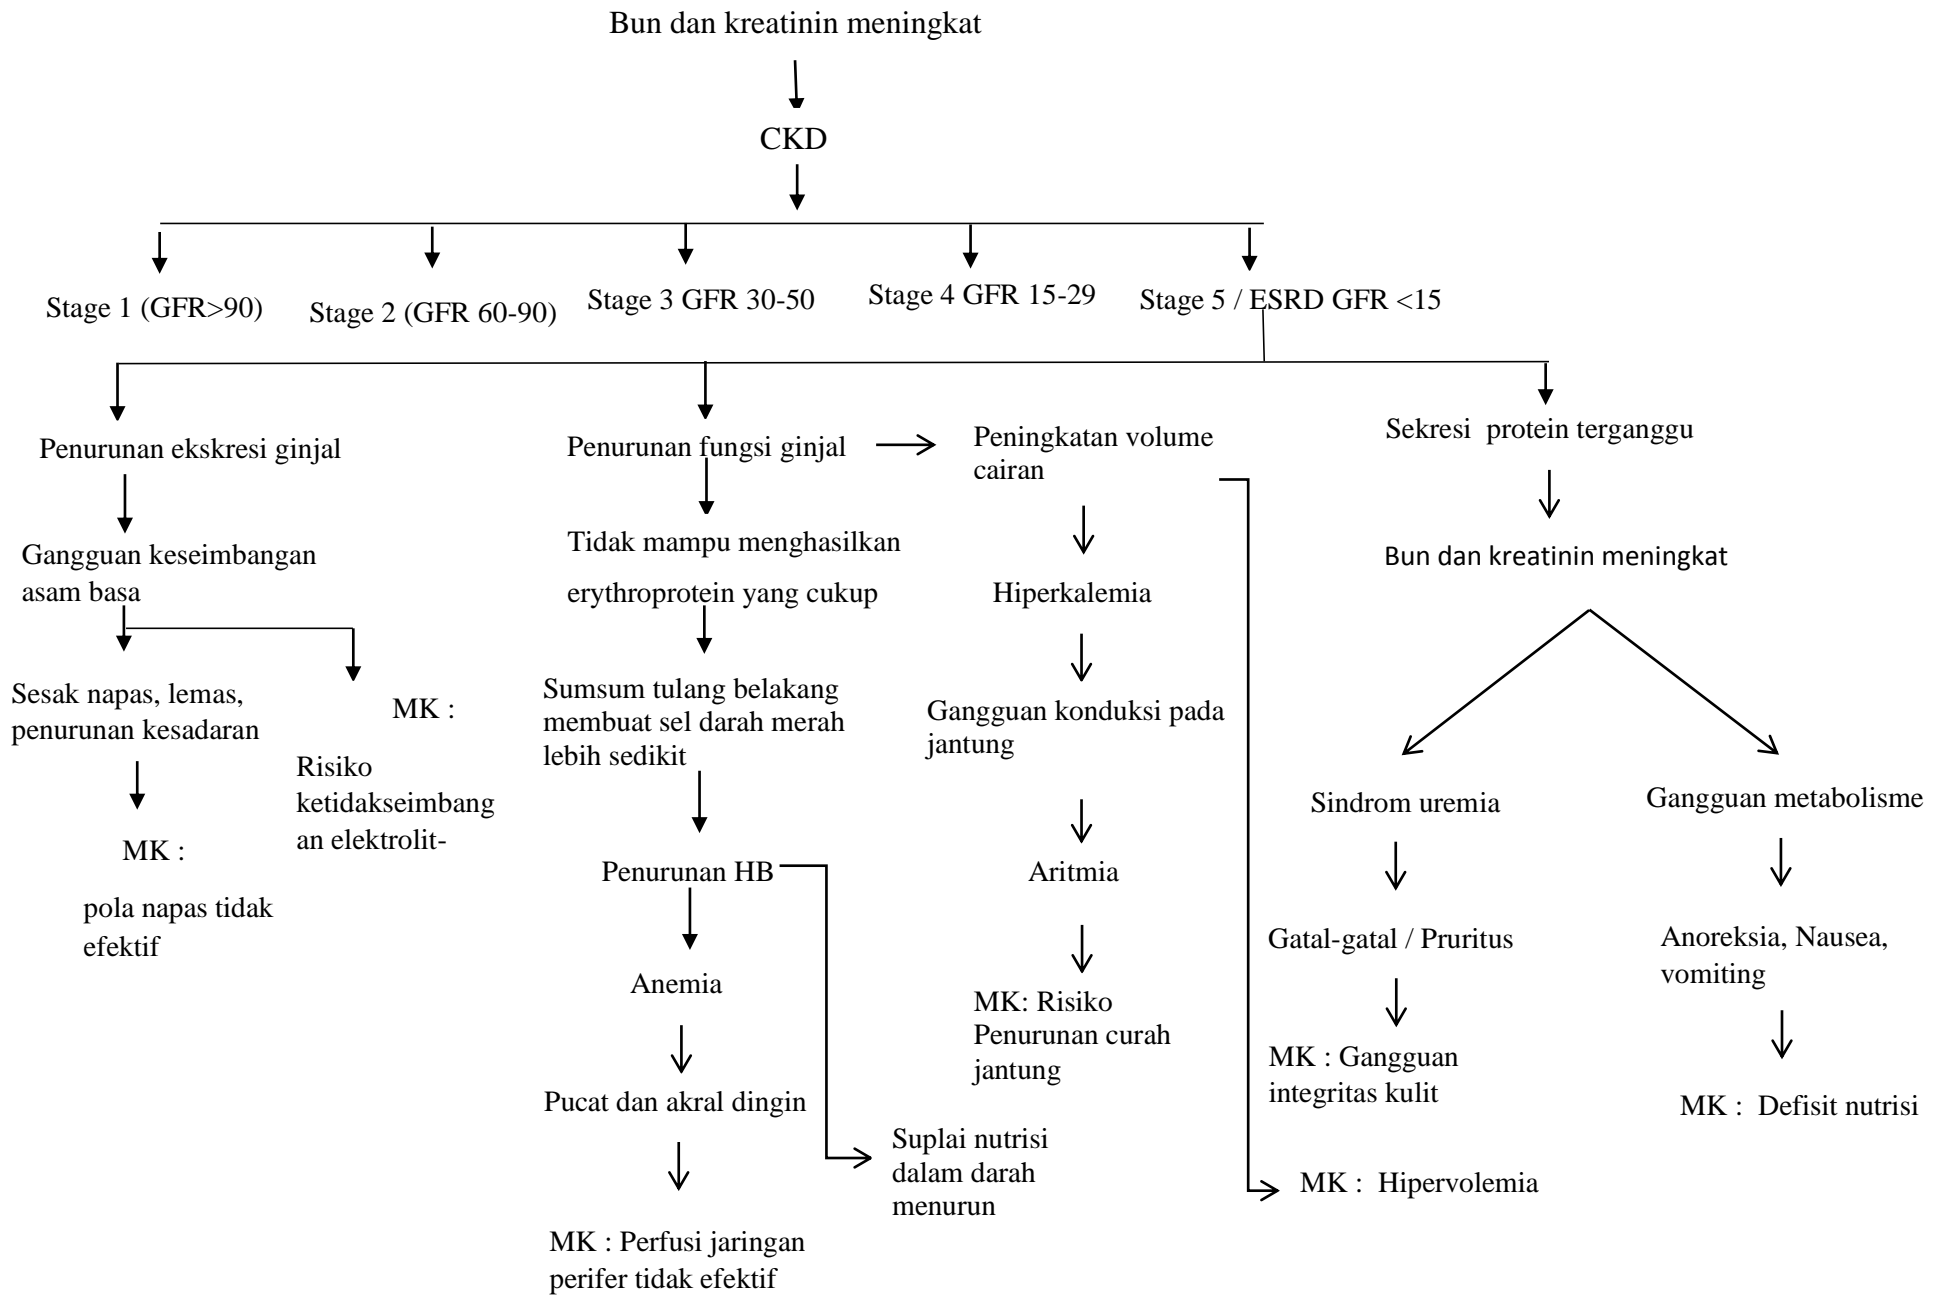 Bun dan kreatinin meningkat
CKD
Stage 1 (GFR>90)
Stage 2 (GFR 60-90)
Stage 3 GFR 30-50
Stage 4 GFR 15-29
Stage 5 / ESRD GFR <15
Penurunan ekskresi ginjal
Gangguan keseimbangan
asam basa
Sesak napas, lemas,
penurunan kesadaran
MK :
pola napas tidak
efektif
MK :
Risiko
ketidakseimbang
an elektrolit-
Penurunan fungsi ginjal
Tidak mampu menghasilkan
erythroprotein yang cukup
Sumsum tulang belakang
membuat sel darah merah
lebih sedikit
Penurunan HB
Anemia
Pucat dan akral dingin
MK : Perfusi jaringan
perifer tidak efektif
Suplai nutrisi
dalam darah
menurun
Peningkatan volume
cairan
Hiperkalemia
Gangguan konduksi pada
jantung
Aritmia
MK: Risiko
Penurunan curah
jantung
MK :  Hipervolemia
Sekresi  protein terganggu
Bun dan kreatinin meningkat
Sindrom uremia
Gatal-gatal / Pruritus
MK : Gangguan
integritas kulit
Gangguan metabolisme
Anoreksia, Nausea,
vomiting
MK :  Defisit nutrisi